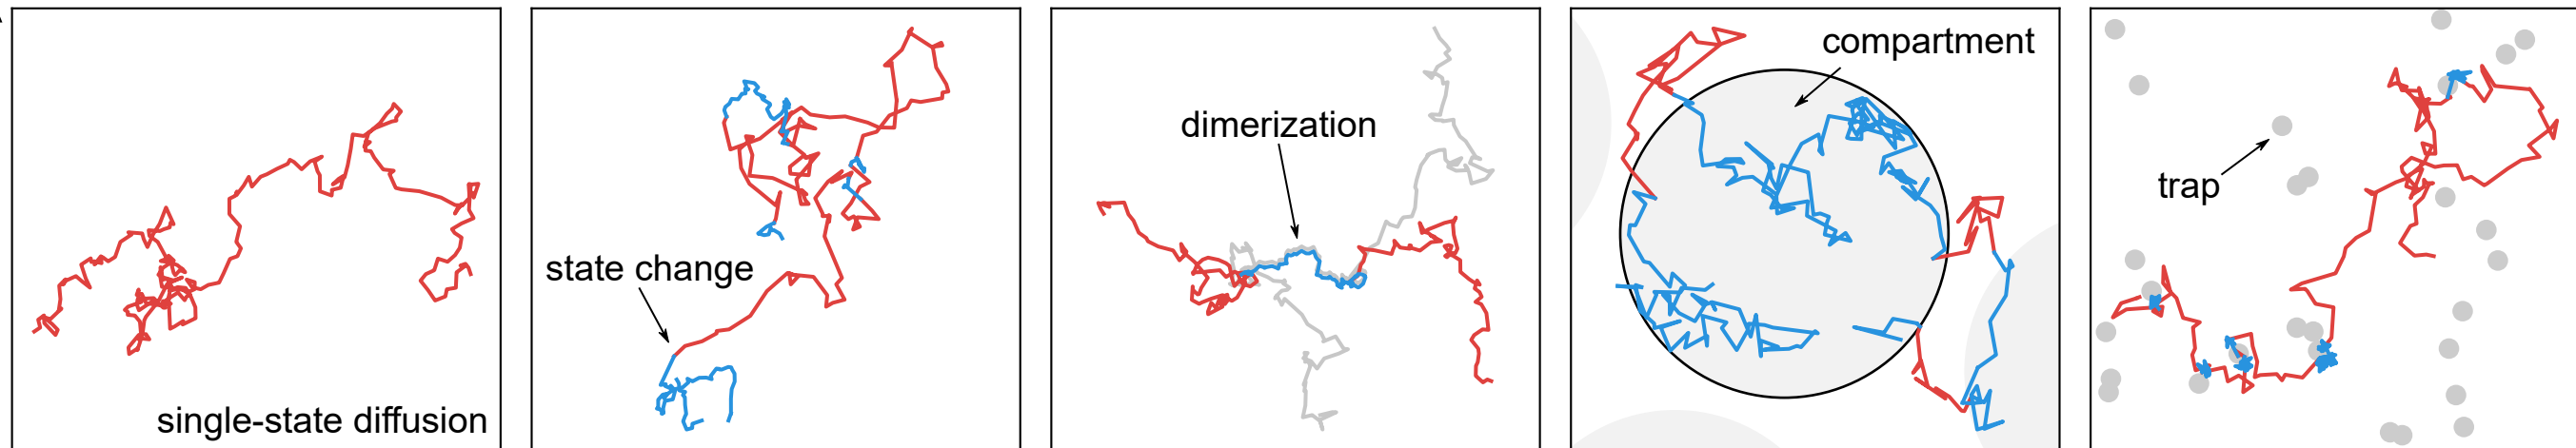 single-state diffusion
state change
dimerization
compartment
trap